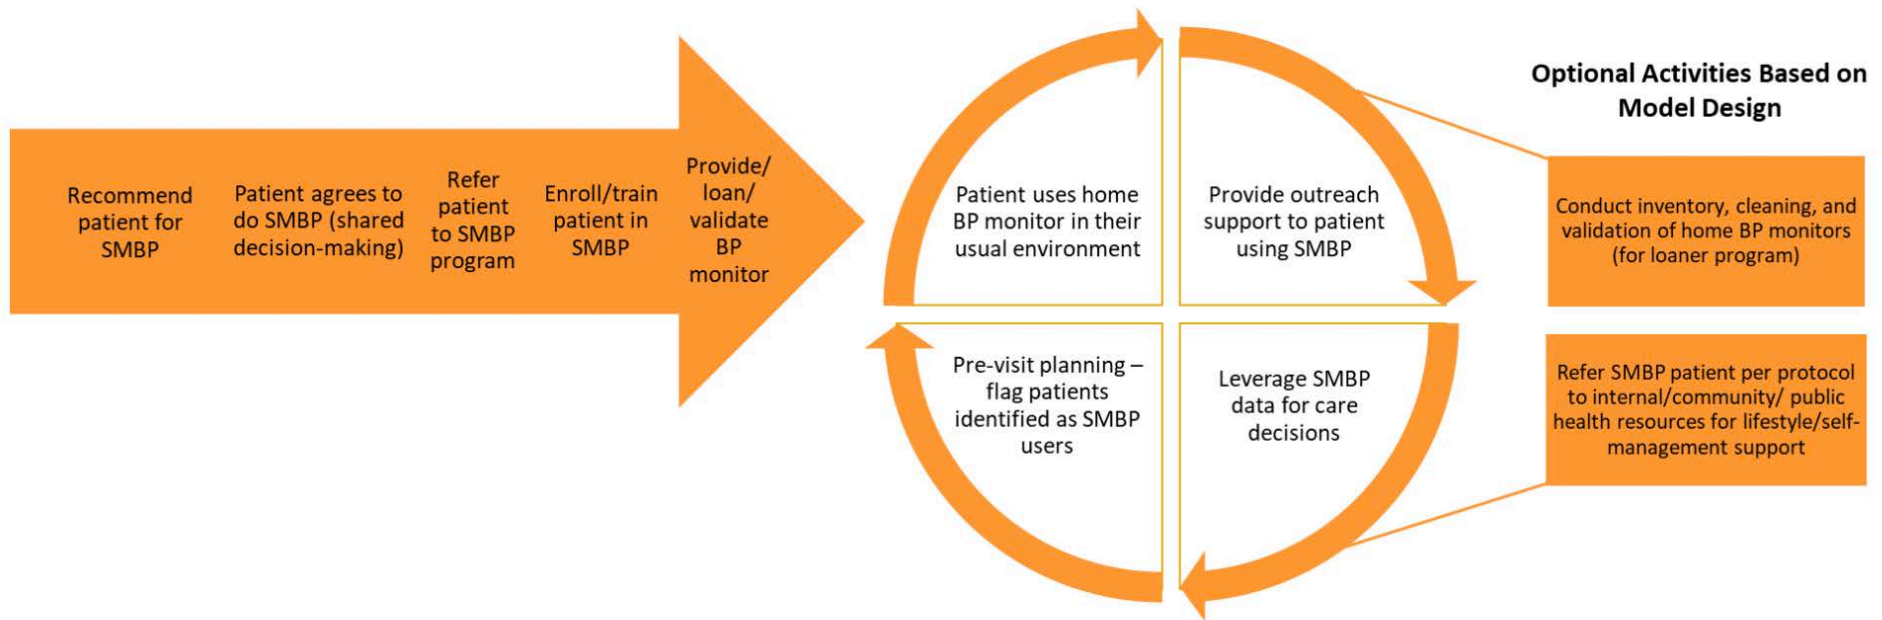 Recommend
patient for
SMBP
Patient agrees to
do SMBP (shared
decision-making)
Refer
patient
to SMBP
program
Enroll/train
patient in
SMBP
Provide/
loan/
validate
BP
monitor
Patient uses home
BP monitor in their
usual environment
Provide outreach
support to patient
using SMBP
Pre-visit planning –
flag patients
identified as SMBP
users
Leverage SMBP
data for care
decisions
Optional Activities Based on
Model Design
Conduct inventory, cleaning, and
validation of home BP monitors
(for loaner program)
Refer SMBP patient per protocol
to internal/community/ public
health resources for lifestyle/self-
management support